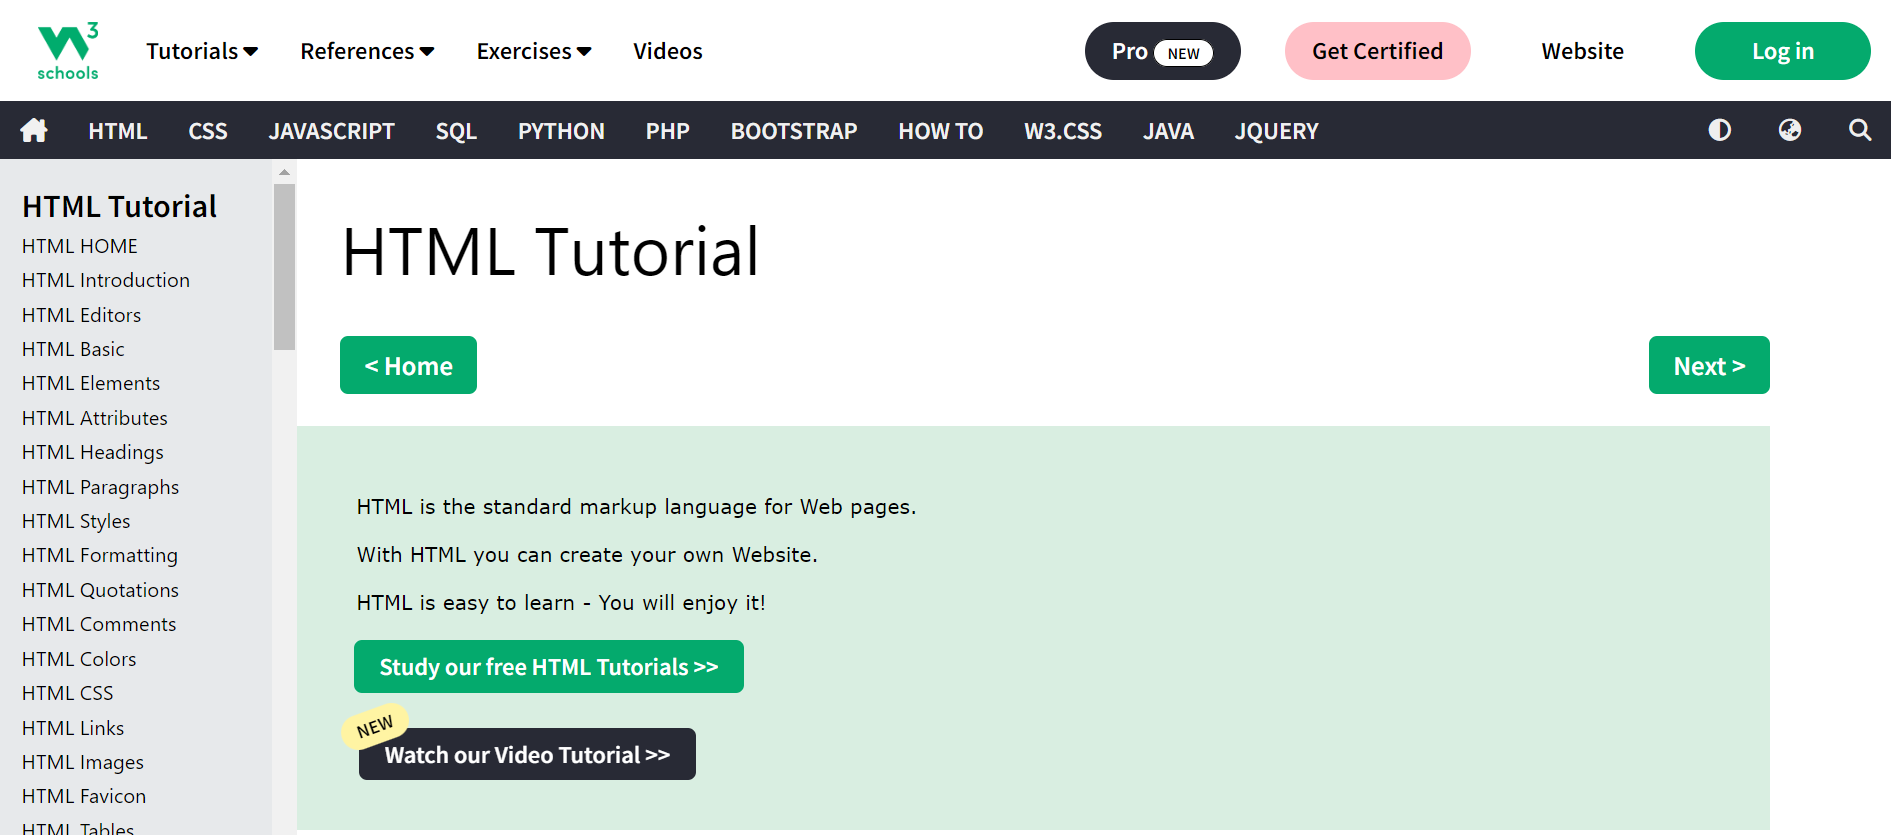 W3 schools
Tutorials References Exercises Videos Pro NEW Get Certified Website Log in
HTML CSS JAVASCRIPT SQL PYTHON PHP BOOTSTRAP HOW TO W3.CSS JAVA JQUERY
HTML Tutorial
HTML HOME
HTML Introduction
HTML Editors
HTML Basic
HTML Elements
HTML Attributes
HTML Headings
HTML Paragraphs
HTML Styles
HTML Formatting
HTML Quotations
HTML Comments
HTML Colors
HTML CSS
HTML Links
HTML Images
HTML Favicon
HTML Tables
HTML Tutorial
< Home Next >
HTML is the standard markup language for Web pages.
With HTML you can create your own Website.
HTML is easy to learn - You will enjoy it!
Study our free HTML Tutorials >>
NEW
Watch our Video Tutorial >>